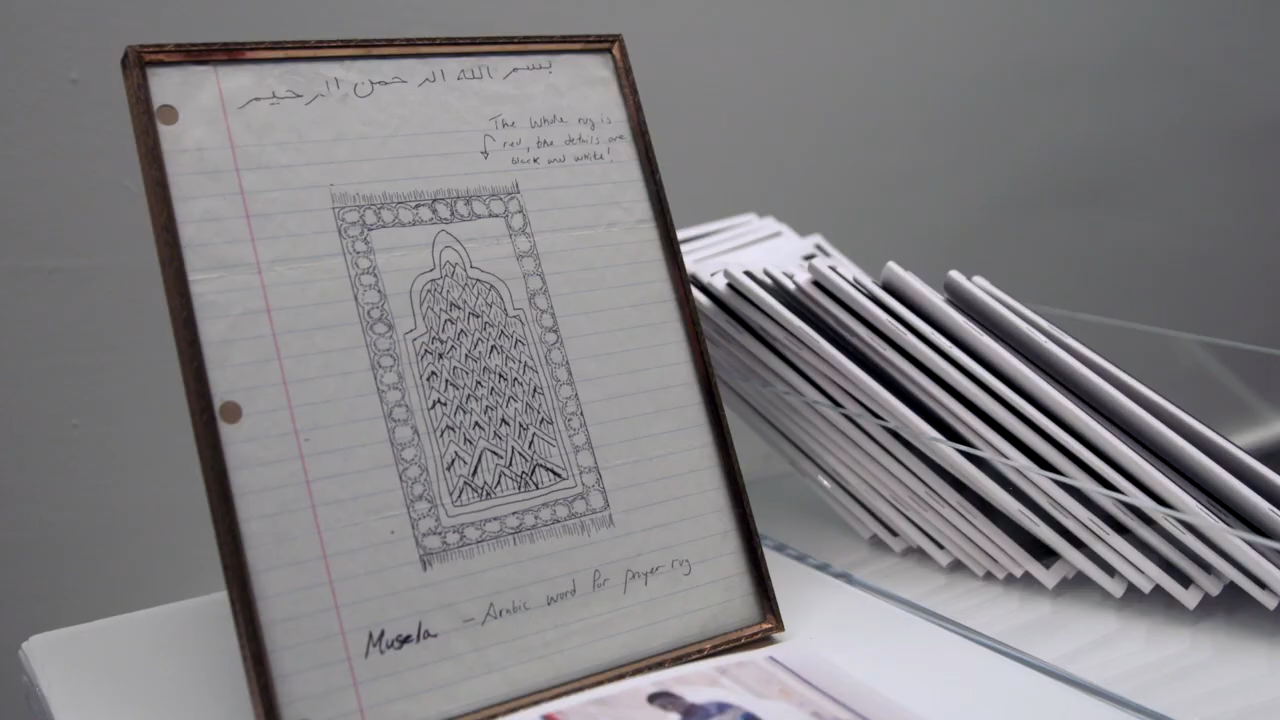 بسم الله الرحمن الرحيم
The whole rug is
red, the details are
black and white!
Musela - Arabic word for prayer rug